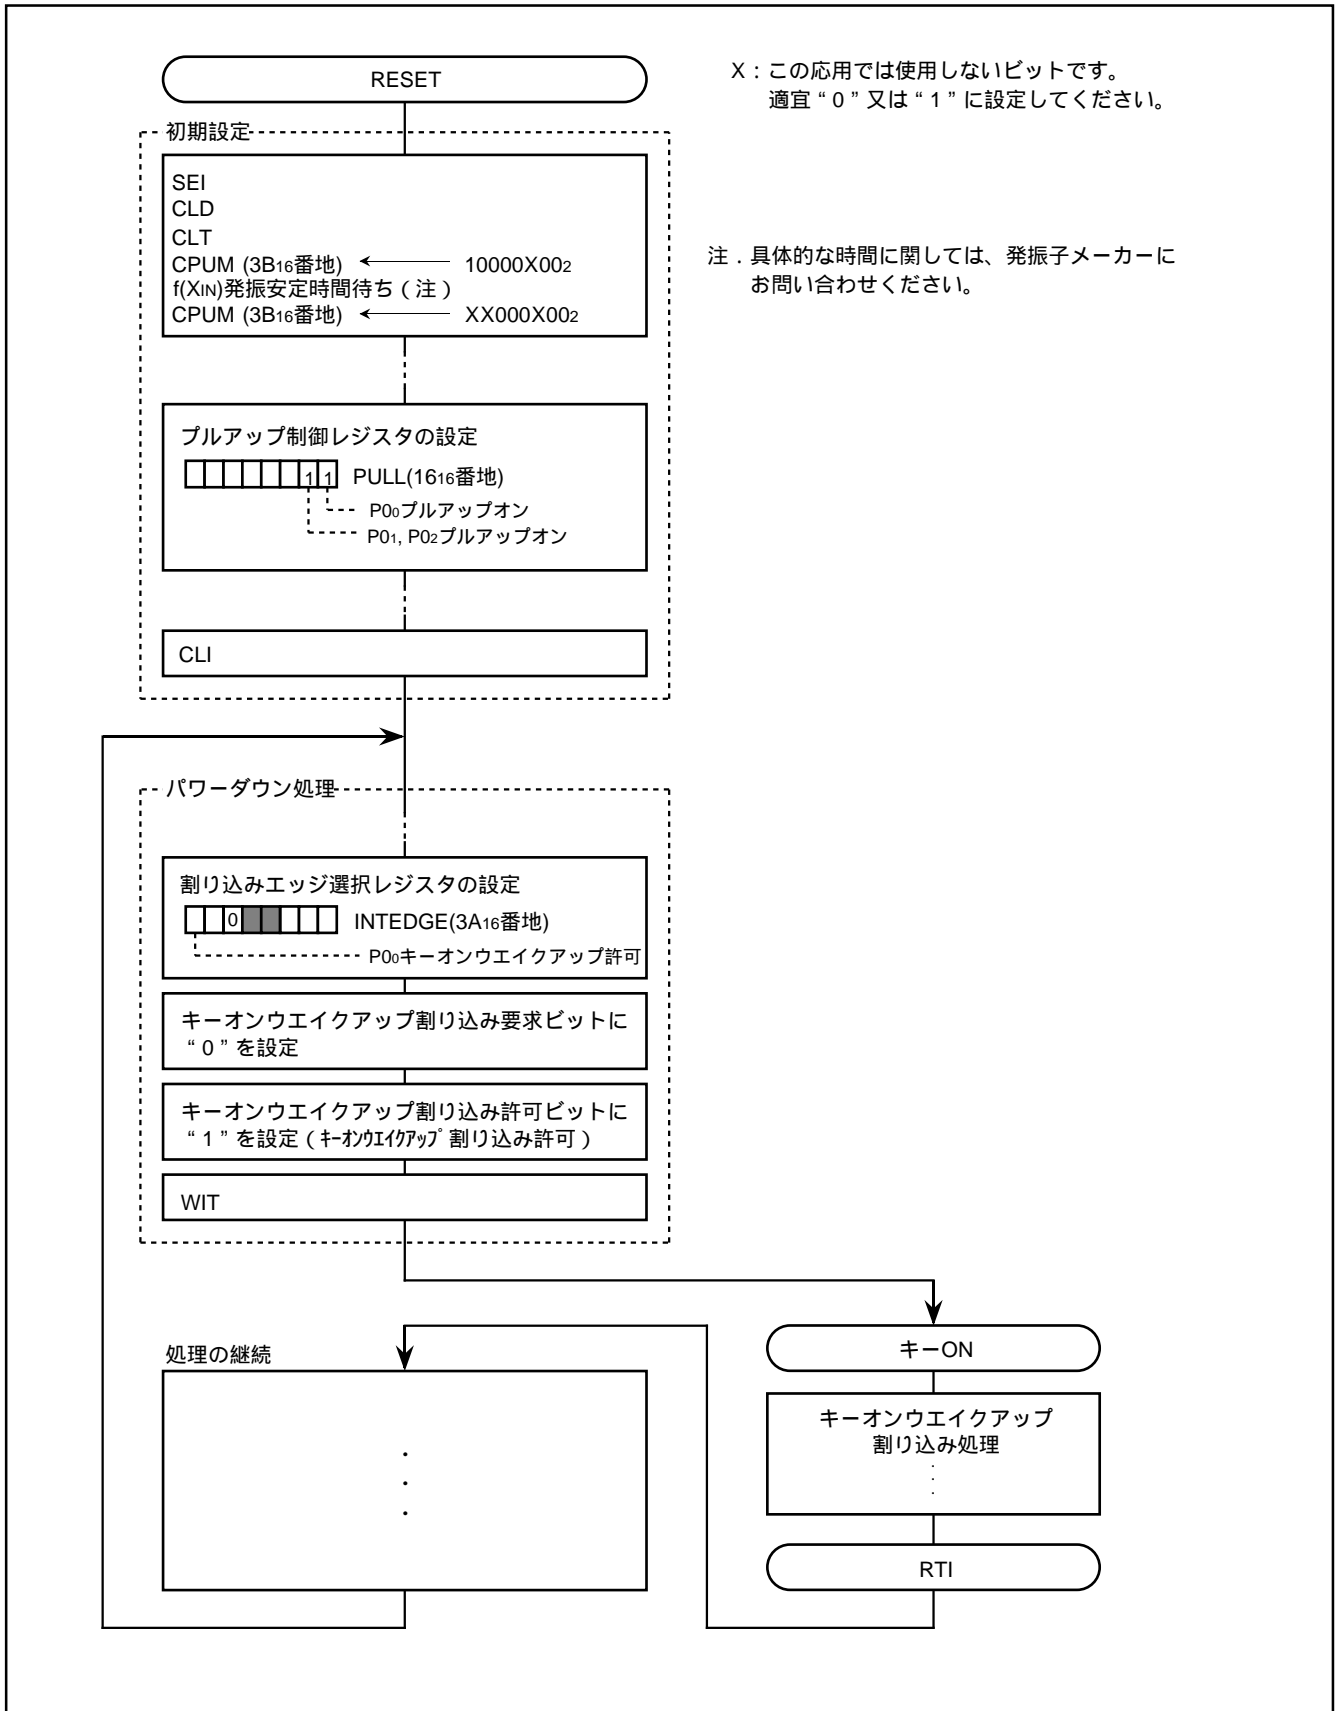 RESET
X：この応用では使用しないビットです。
適宜“0”又は“1”に設定してください。
初期設定
SEI
CLD
CLT
CPUM (3B16番地) ← 10000X002
f(XIN)発振安定時間待ち（注）
CPUM (3B16番地) ← XX000X002
注．具体的な時間に関しては、発振子メーカーに
お問い合わせください。
プルアップ制御レジスタの設定
1 1 PULL(1616番地)
P00プルアップオン
P01, P02プルアップオン
CLI
パワーダウン処理
割り込みエッジ選択レジスタの設定
0 INTEDGE(3A16番地)
P00キーオンウエイクアップ許可
キーオンウエイクアップ割り込み要求ビットに
“0”を設定
キーオンウエイクアップ割り込み許可ビットに
“1”を設定（ｷｰｵﾝｳｴｲｸｱｯﾌﾟ割り込み許可）
WIT
キーON
処理の継続
キーオンウエイクアップ
割り込み処理
RTI